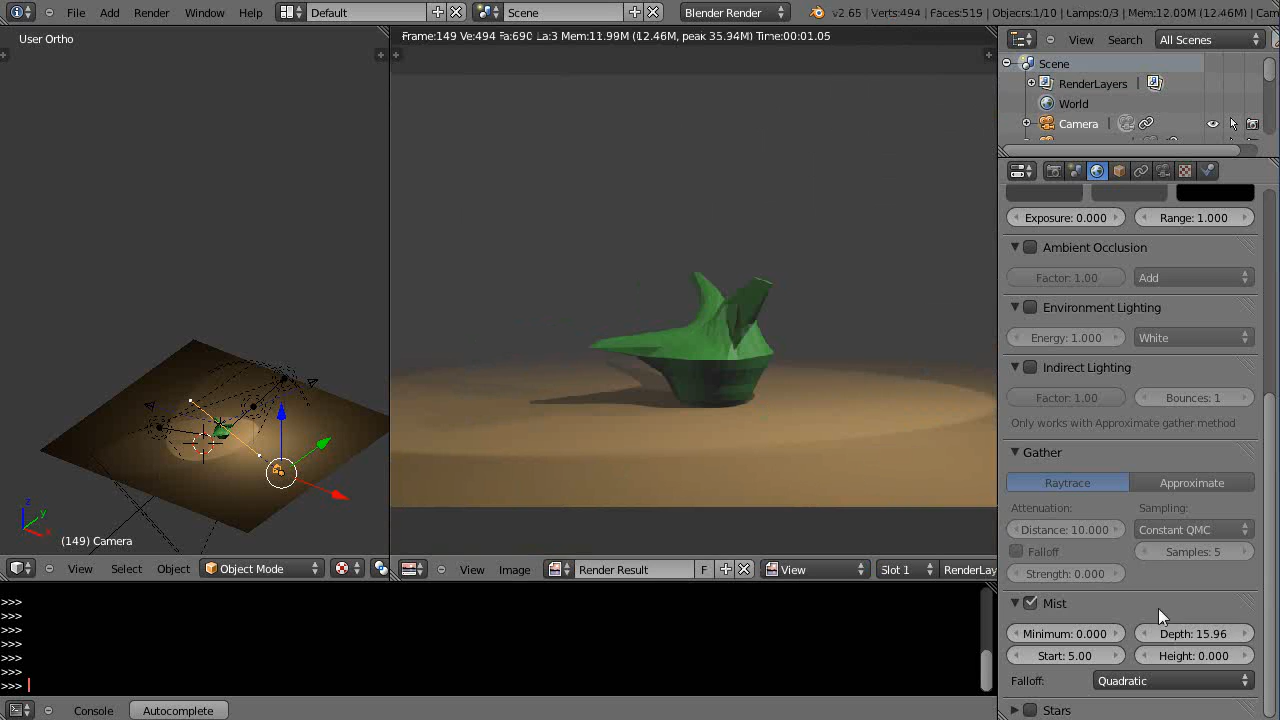 File Add Render Window Help Default Scene Blender Render v2 65 | Verts:494 | Faces:519 | Objects:1/10 | Lamps:0/3 | Mem:12.00M (12.46M) | Cam
User Ortho
Frame:149 Ve:494 Fa:690 La:3 Mem:11.99M (12.46M, peak 35.94M) Time:00:01.05
View Search All Scenes
Scene
RenderLayers
World
Camera
Exposure: 0.000 Range: 1.000
Ambient Occlusion
Factor: 1.00 Add
Environment Lighting
Energy: 1.000 White
Indirect Lighting
Factor: 1.00 Bounces: 1
Only works with Approximate gather method
Gather
Raytrace Approximate
Attenuation: Sampling:
Distance: 10.000 Constant QMC
Falloff Samples: 5
Strength: 0.000
Mist
Minimum: 0.000 Depth: 15.96
Start: 5.00 Height: 0.000
Falloff: Quadratic
Stars
z
y
x
(149) Camera
View Select Object Object Mode
View Image Render Result F View Slot 1 RenderLay
>>>
>>>
>>>
>>>
>>>
>>>
>>>
Console Autocomplete